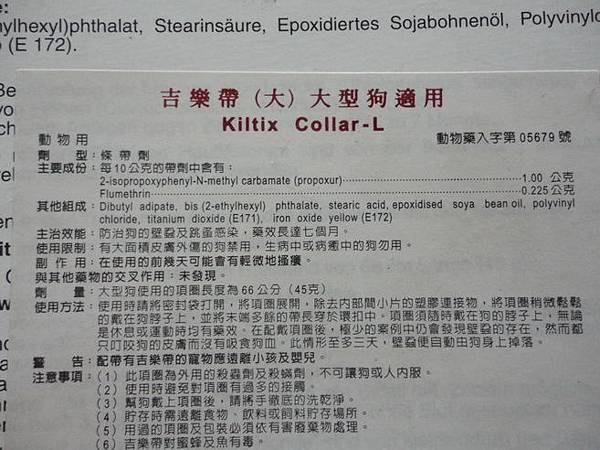 ylhexyl)phthalat, Stearinsäure, Epoxidiertes Sojabohnenöl, Polyvinylc
(E 172).
吉樂帶(大)大型狗適用
Kiltix Collar-L
動物用 動物藥入字第 05679 號
劑 型:條帶劑
主要成份:每10公克的帶劑中含有:
2-isopropoxyphenyl-N-methyl carbamate (propoxur) 1.00 公克
Flumethrin 0.225公克
其他組成:Dibutyl adipate, bis (2-ethylhexyl) phthalate, stearic acid, epoxidised soya bean oil, polyvinyl
chloride, titanium dioxide (E171), iron oxide yellow (E172)
主治效能:防治狗的壁蝨及跳蚤感染,藥效長達七個月。
使用限制:有大面積皮膚外傷的狗禁用,生病中或病癒中的狗勿用。
副 作 用:在使用的前幾天可能會有輕微地搔癢。
與其他藥物的交叉作用:未發現。
劑 量:大型狗使用的項圈長度為66公分(45克)
使用方法:使用時請將密封袋打開,將項圈展開,除去內部間小片的塑膠連接物,將項圈稍微鬆鬆
的戴在狗脖子上,並將末端多餘的帶長穿於環扣中。項圈須隨時戴在狗的脖子上,無論
是休息或運動時均有藥效。在配戴項圈後,極少的案例中仍會發現壁蝨的存在,然而都
只叮咬狗的皮膚而沒有吸食狗血。此情形至多三天,壁蝨便自動由狗身上掉落。
警 告:配帶有吉樂帶的寵物應遠離小孩及嬰兒。
注意事項:(1)此項圈為外用的殺蟲劑及殺蟎劑,不可讓狗或人內服。
(2)使用時避免對項圈有過多的接觸。
(3)幫狗戴上項圈後,請將手徹底的洗乾淨。
(4)貯存時需遠離食物、飲料或飼料貯存場所。
(5)用過的項圈及包裝必須依有害廢棄物處理。
(6)吉樂帶對蜜蜂及魚有毒。